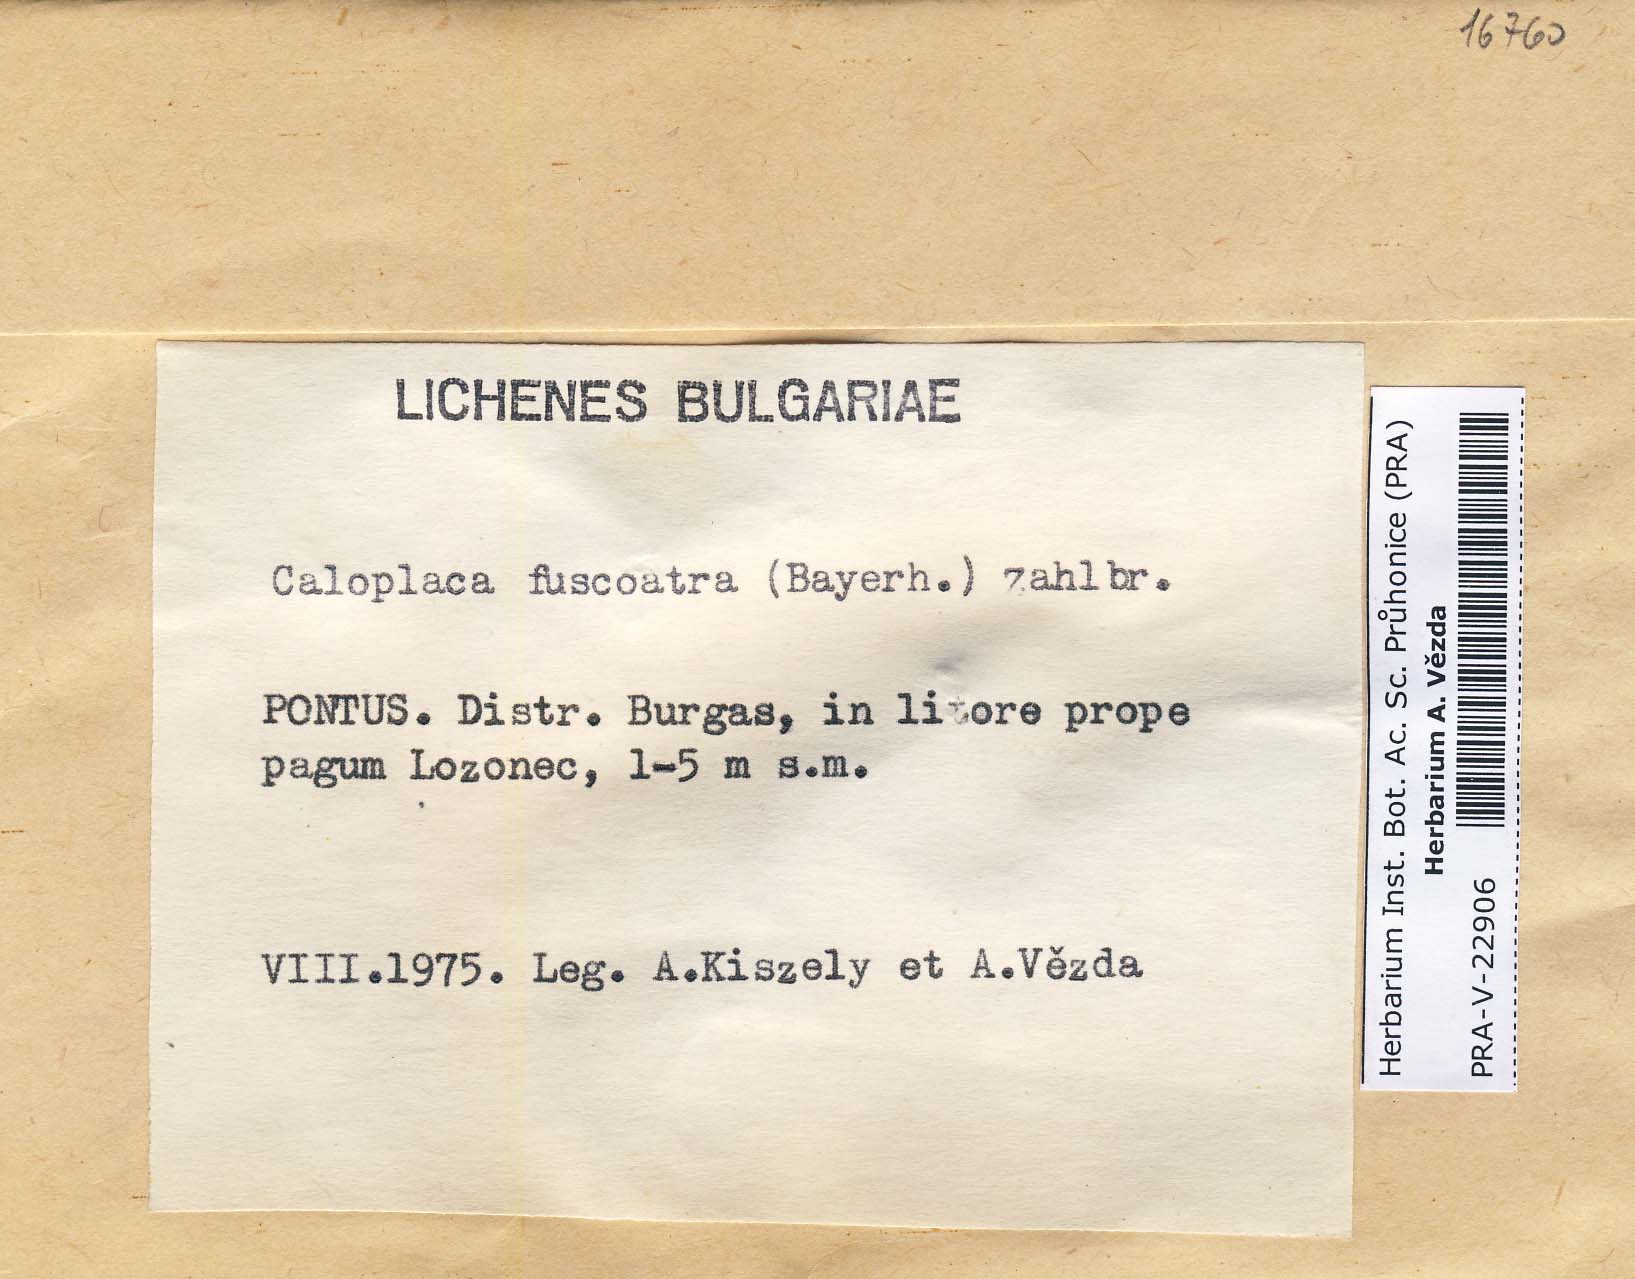 16760
LICHENES BULGARIAE
Caloplaca fuscoatra (Bayerh.) zahlbr.
PONTUS. Distr. Burgas, in litore prope
pagum Lozonec, 1-5 m s.m.
VIII.1975. Leg. A.Kiszely et A.Vězda
Herbarium Inst. Bot. Ac. Sc. Průhonice (PRA)
Herbarium A. Vězda
PRA-V-22906